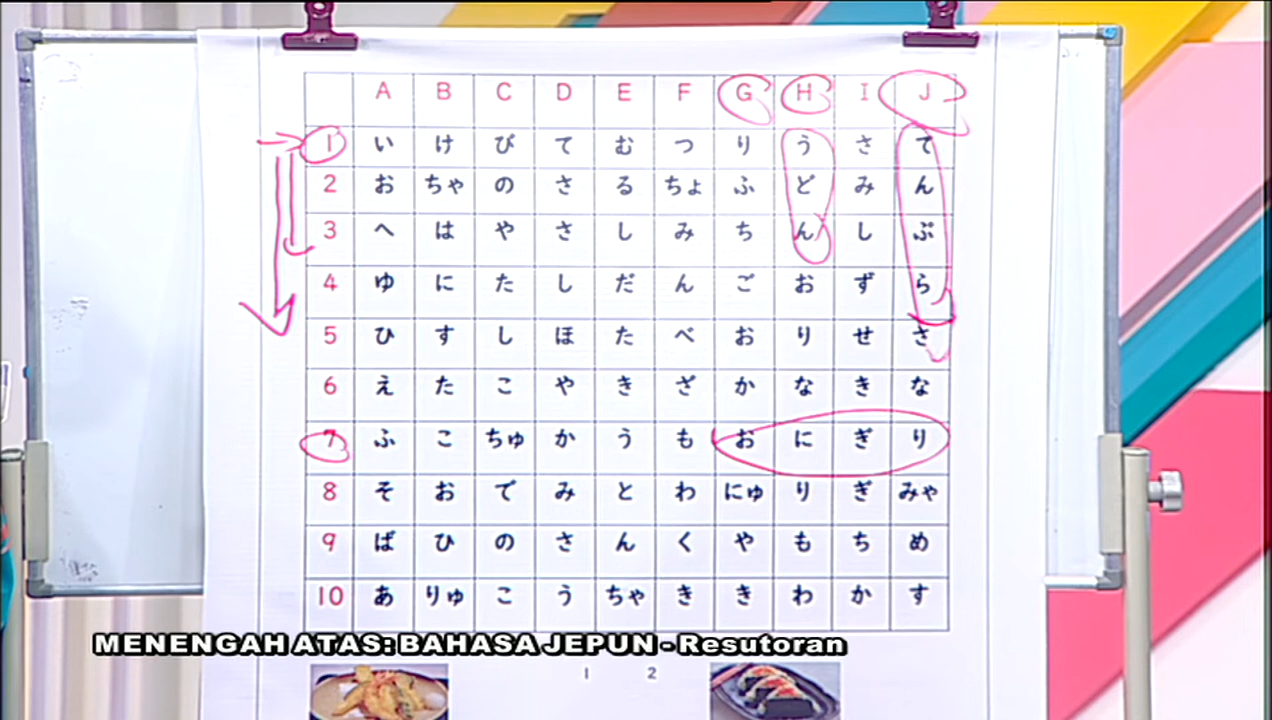 A B C D E F G H I J
1 い け ぴ て む つ り う さ て
2 お ちゃ の さ る ちょ ふ ど み ん
3 へ は や さ し み ち ん し ぷ
4 ゆ に た し だ ん ご お ず ら
5 ひ す し ほ た べ お り せ さ
6 え た こ や き ざ か な き な
7 ふ こ ちゅ か う も お に ぎ り
8 そ お で み と わ にゅ り ぎ みゃ
9 ば ひ の さ ん く や も ち め
10 あ りゅ こ う ちゃ き き わ か す
MENENGAH ATAS: BAHASA JEPUN - Resutoran
1 2